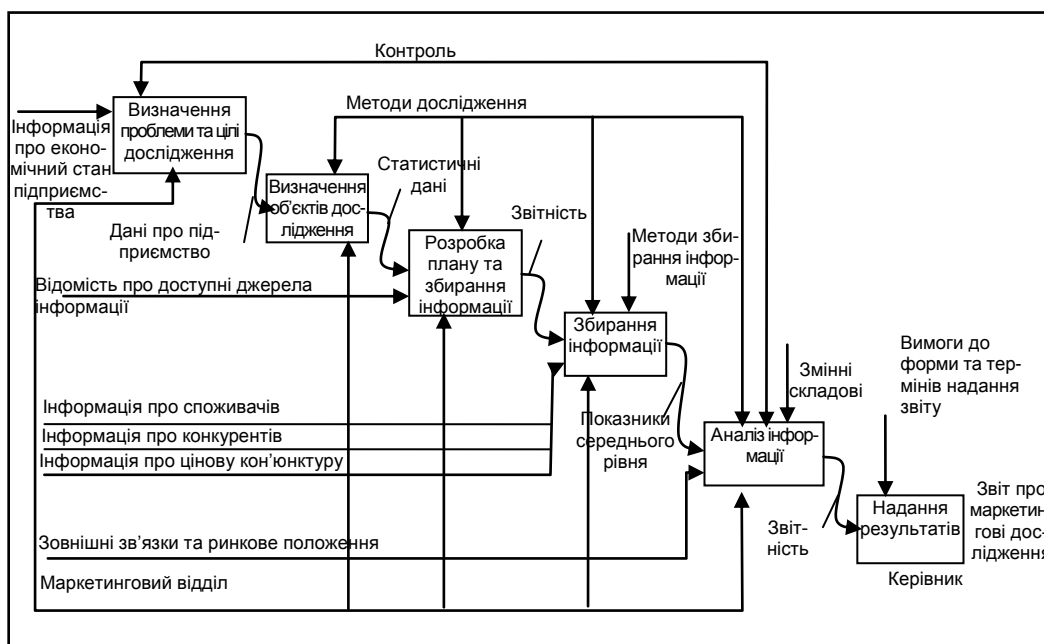 Контроль
Визначення
проблеми та цілі
дослідження
Методи дослідження
Інформація
про еконо-
мічний стан
підприємс-
тва
Визначення
об'єктів дос-
лідження
Статистичні
дані
Дані про під-
приємство
Розробка
плану та
збирання
інформації
Звітність
Методи зби-
рання інфор-
мації
Відомість про доступні джерела
інформації
Збирання
інформації
Вимоги до
форми та тер-
мінів надання
звіту
Змінні
складові
Інформація про споживачів
Інформація про конкурентів
Інформація про цінову кон'юнктуру
Показники
середнього
рівня
Аналіз інфор-
мації
Надання
результатів
Звіт про
маркетин
гові дос-
лідження
Звіт-
ність
Зовнішні зв'язки та ринкове положення
Маркетинговий відділ
Керівник